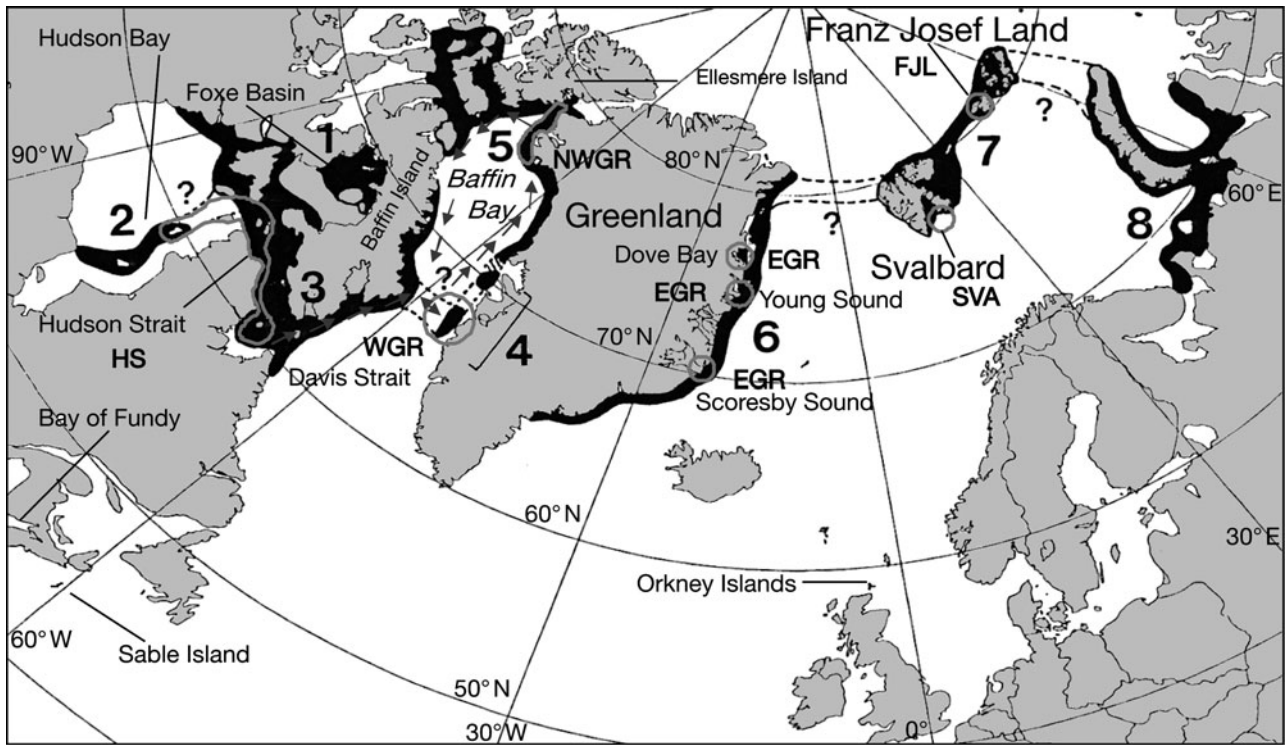 Hudson Bay
Franz Josef Land
FJL
Ellesmere Island
Foxe Basin
1
5
7
90°W
NWGR
80°N
?
60°E
?
Baffin Island
Baffin
Bay
2
Greenland
?
8
Dove Bay
EGR
Svalbard
SVA
?
EGR
Young Sound
3
Hudson Strait
HS
WGR
4
70°N
6
Davis Strait
EGR
Scoresby Sound
Bay of Fundy
60°N
30°E
Orkney Islands
60°W
Sable Island
50°N
30°W
0°